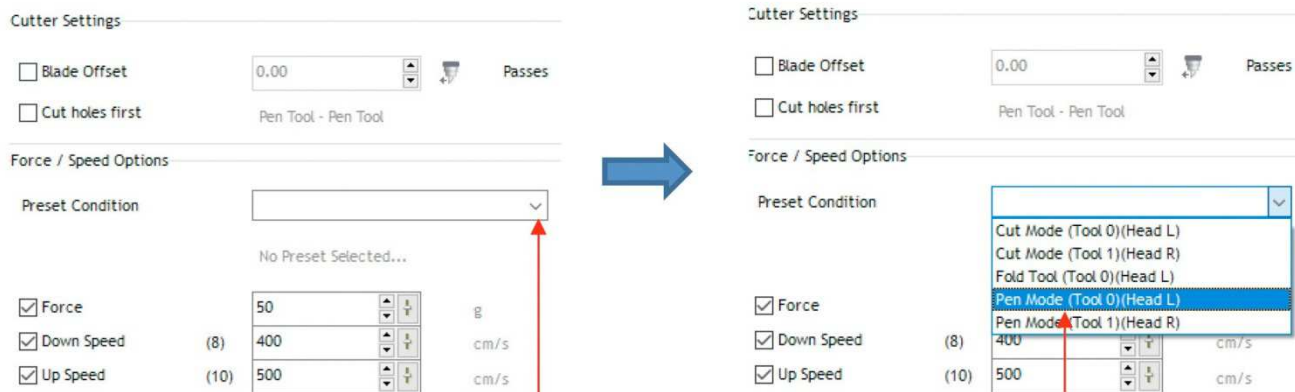 Cutter Settings
Blade Offset 0.00 Passes
Cut holes first Pen Tool - Pen Tool
Force / Speed Options
Preset Condition
No Preset Selected...
Force 50 g
Down Speed (8) 400 cm/s
Up Speed (10) 500 cm/s
Cutter Settings
Blade Offset 0.00 Passes
Cut holes first Pen Tool - Pen Tool
Force / Speed Options
Preset Condition
Cut Mode (Tool 0)(Head L)
Cut Mode (Tool 1)(Head R)
Fold Tool (Tool 0)(Head L)
Pen Mode (Tool 0)(Head L)
Pen Mode (Tool 1)(Head R)
Force
Down Speed (8) 400 cm/s
Up Speed (10) 500 cm/s